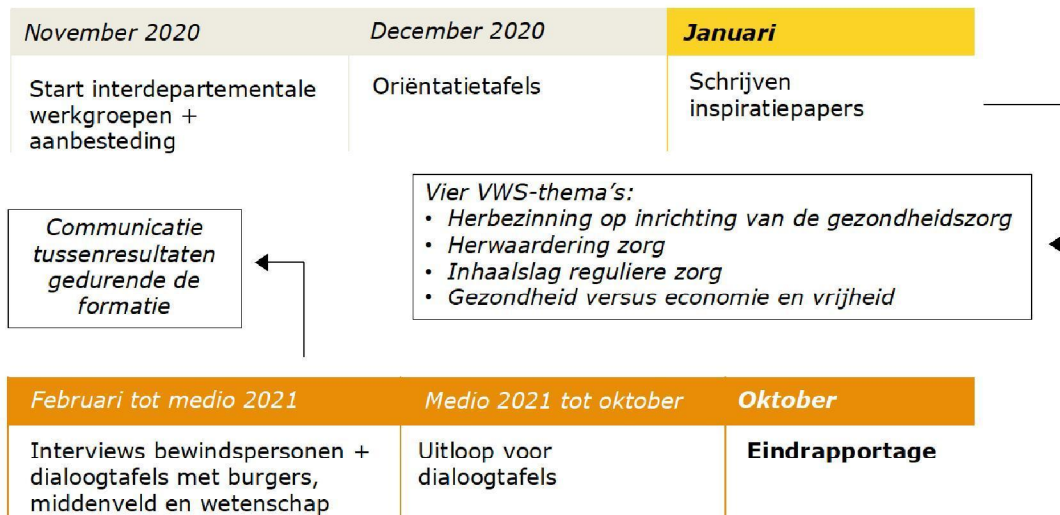 November 2020
December 2020
Januari
Start interdepartementale
werkgroepen +
aanbesteding
Oriëntatietafels
Schrijven
inspiratiepapers
Vier VWS-thema's:
• Herbezinning op inrichting van de gezondheidszorg
• Herwaardering zorg
• Inhaalslag reguliere zorg
• Gezondheid versus economie en vrijheid
Communicatie
tussenresultaten
gedurende de
formatie
Februari tot medio 2021
Medio 2021 tot oktober
Oktober
Interviews bewindspersonen +
dialoogtafels met burgers,
middenveld en wetenschap
Uitloop voor
dialoogtafels
Eindrapportage